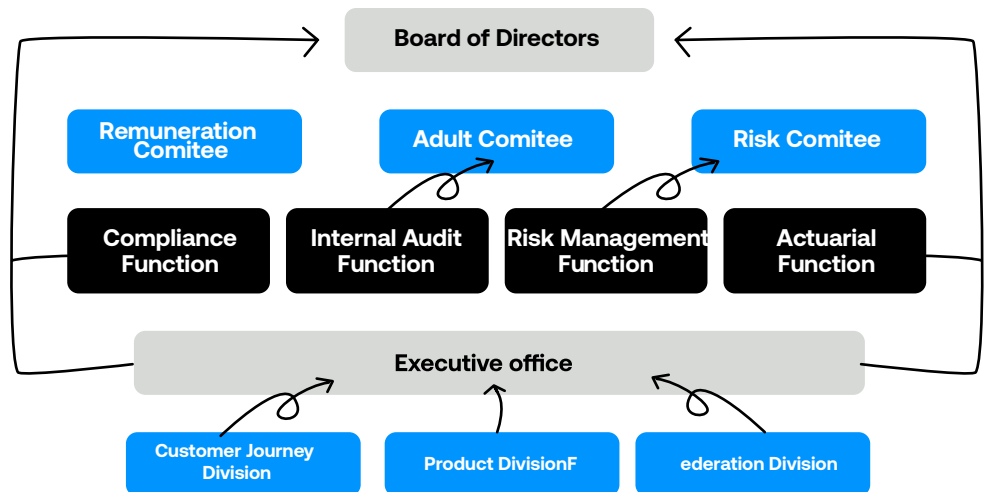 Board of Directors
Remuneration
Comitee
Adult Comitee
Risk Comitee
Compliance
Function
Internal Audit
Function
Risk Management
Function
Actuarial
Function
Executive office
Customer Journey
Division
Product DivisionF
ederation Division